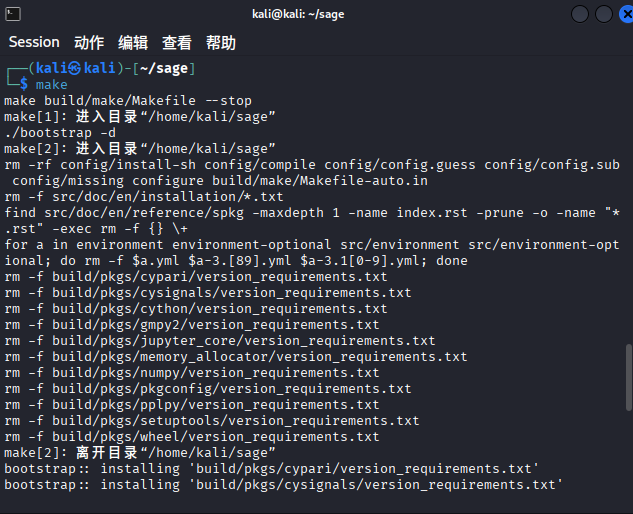 kali@kali: ~/sage
Session 动作 编辑 查看 帮助
┌──(kali㉿kali)-[~/sage]
└─$ make
make build/make/Makefile --stop
make[1]: 进入目录“/home/kali/sage”
./bootstrap -d
make[2]: 进入目录“/home/kali/sage”
rm -rf config/install-sh config/compile config/config.guess config/config.sub
 config/missing configure build/make/Makefile-auto.in
rm -f src/doc/en/installation/*.txt
find src/doc/en/reference/spkg -maxdepth 1 -name index.rst -prune -o -name "*
.rst" -exec rm -f {} \+
for a in environment environment-optional src/environment src/environment-opt
ional; do rm -f $a.yml $a-3.[89].yml $a-3.1[0-9].yml; done
rm -f build/pkgs/cypari/version_requirements.txt
rm -f build/pkgs/cysignals/version_requirements.txt
rm -f build/pkgs/cython/version_requirements.txt
rm -f build/pkgs/gmpy2/version_requirements.txt
rm -f build/pkgs/jupyter_core/version_requirements.txt
rm -f build/pkgs/memory_allocator/version_requirements.txt
rm -f build/pkgs/numpy/version_requirements.txt
rm -f build/pkgs/pkgconfig/version_requirements.txt
rm -f build/pkgs/pplpy/version_requirements.txt
rm -f build/pkgs/setuptools/version_requirements.txt
rm -f build/pkgs/wheel/version_requirements.txt
make[2]: 离开目录“/home/kali/sage”
bootstrap:: installing 'build/pkgs/cypari/version_requirements.txt'
bootstrap:: installing 'build/pkgs/cysignals/version_requirements.txt'